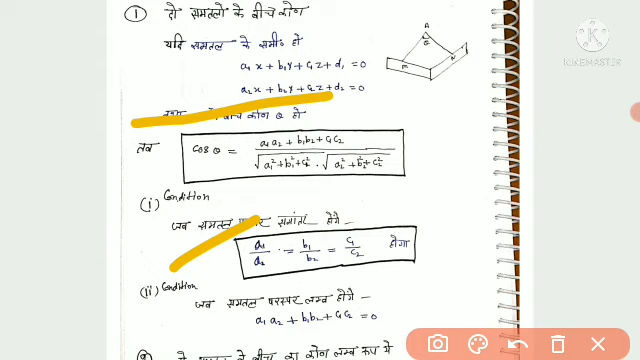 ① दो समतलों के बीच कोण
यदि समतल के समी० हो
A
θ
M
N
a₁x + b₁y + c₁z + d₁ = 0
a₂x + b₂y + c₂z + d₂ = 0
बीच कोण θ हो
तब cosθ = (a₁a₂ + b₁b₂ + c₁c₂) / (√(a₁² + b₁² + c₁²) · √(a₂² + b₂² + c₂²))
(i) Condition
जब समतल समांतर होंगे –
a₁/a₂ = b₁/b₂ = c₁/c₂ होगा
(ii) Condition
जब समतल परस्पर लम्ब होंगे –
a₁a₂ + b₁b₂ + c₁c₂ = 0
के बीच का कोण लम्ब रूप में
KINEMASTER